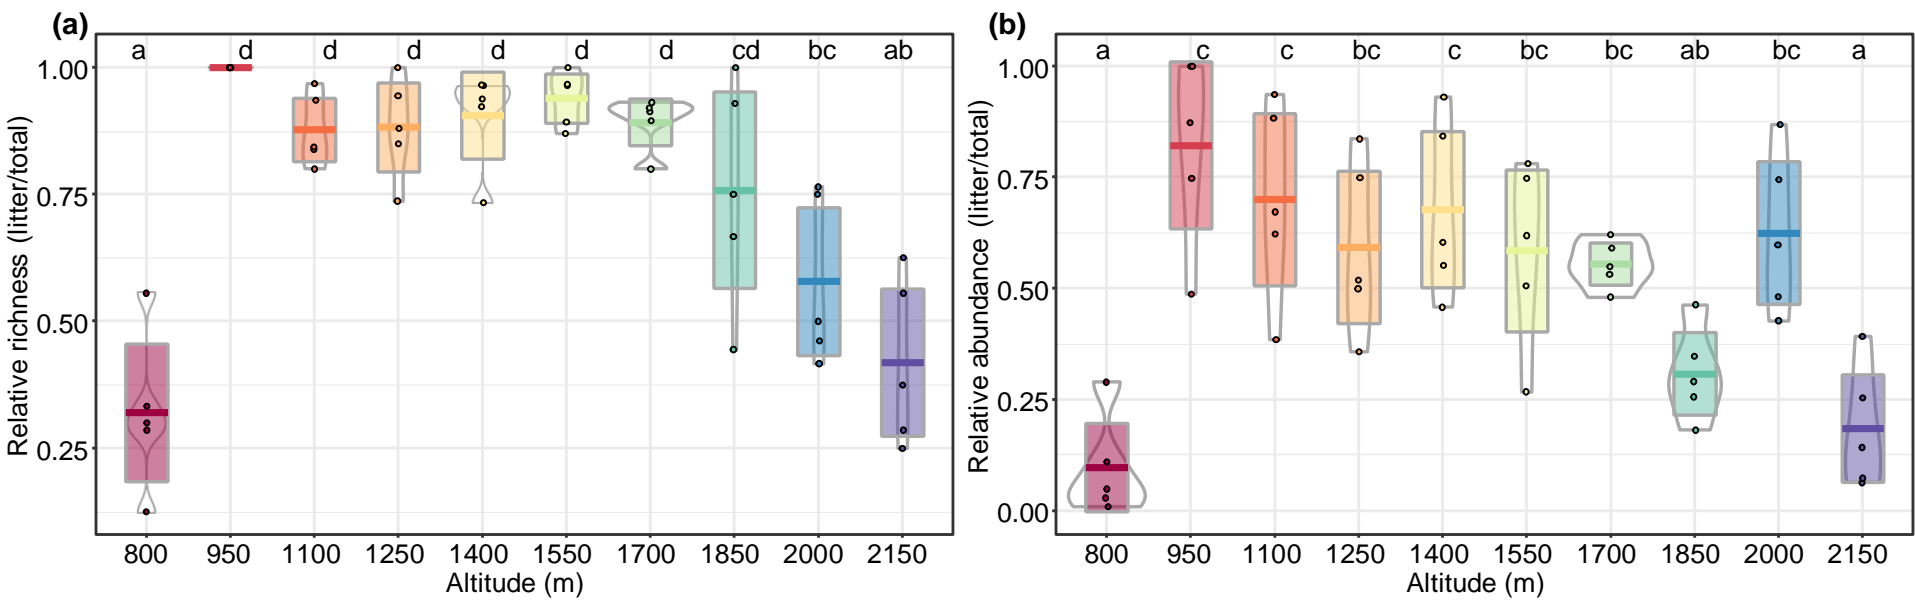 (a)
a d d d d d d cd bc ab
1.00
0.75
0.50
0.25
Relative richness (litter/total)
800 950 1100 1250 1400 1550 1700 1850 2000 2150
Altitude (m)
(b)
a c c bc c bc bc ab bc a
1.00
0.75
0.50
0.25
0.00
Relative abundance (litter/total)
800 950 1100 1250 1400 1550 1700 1850 2000 2150
Altitude (m)